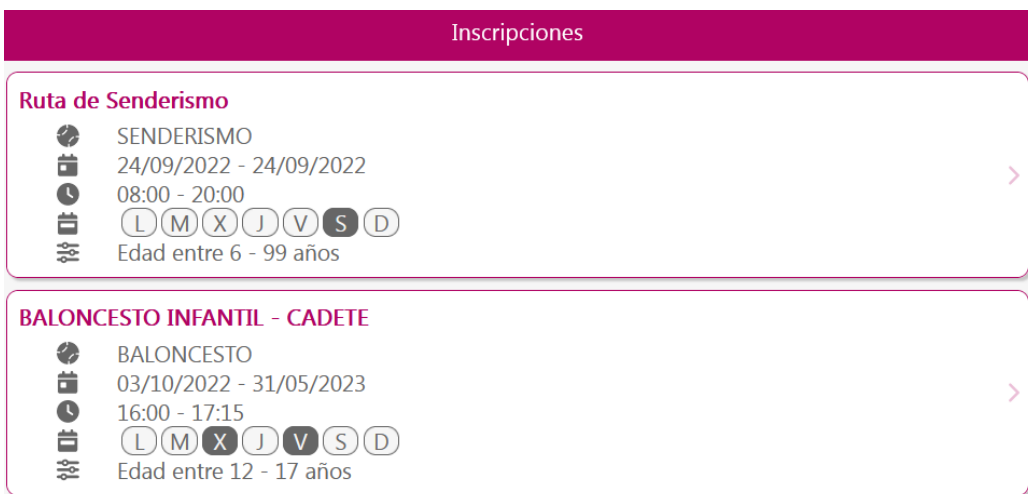 Inscripciones
Ruta de Senderismo
SENDERISMO
24/09/2022 - 24/09/2022
08:00 - 20:00
L M X J V S D
Edad entre 6 - 99 años
BALONCESTO INFANTIL - CADETE
BALONCESTO
03/10/2022 - 31/05/2023
16:00 - 17:15
L M X J V S D
Edad entre 12 - 17 años